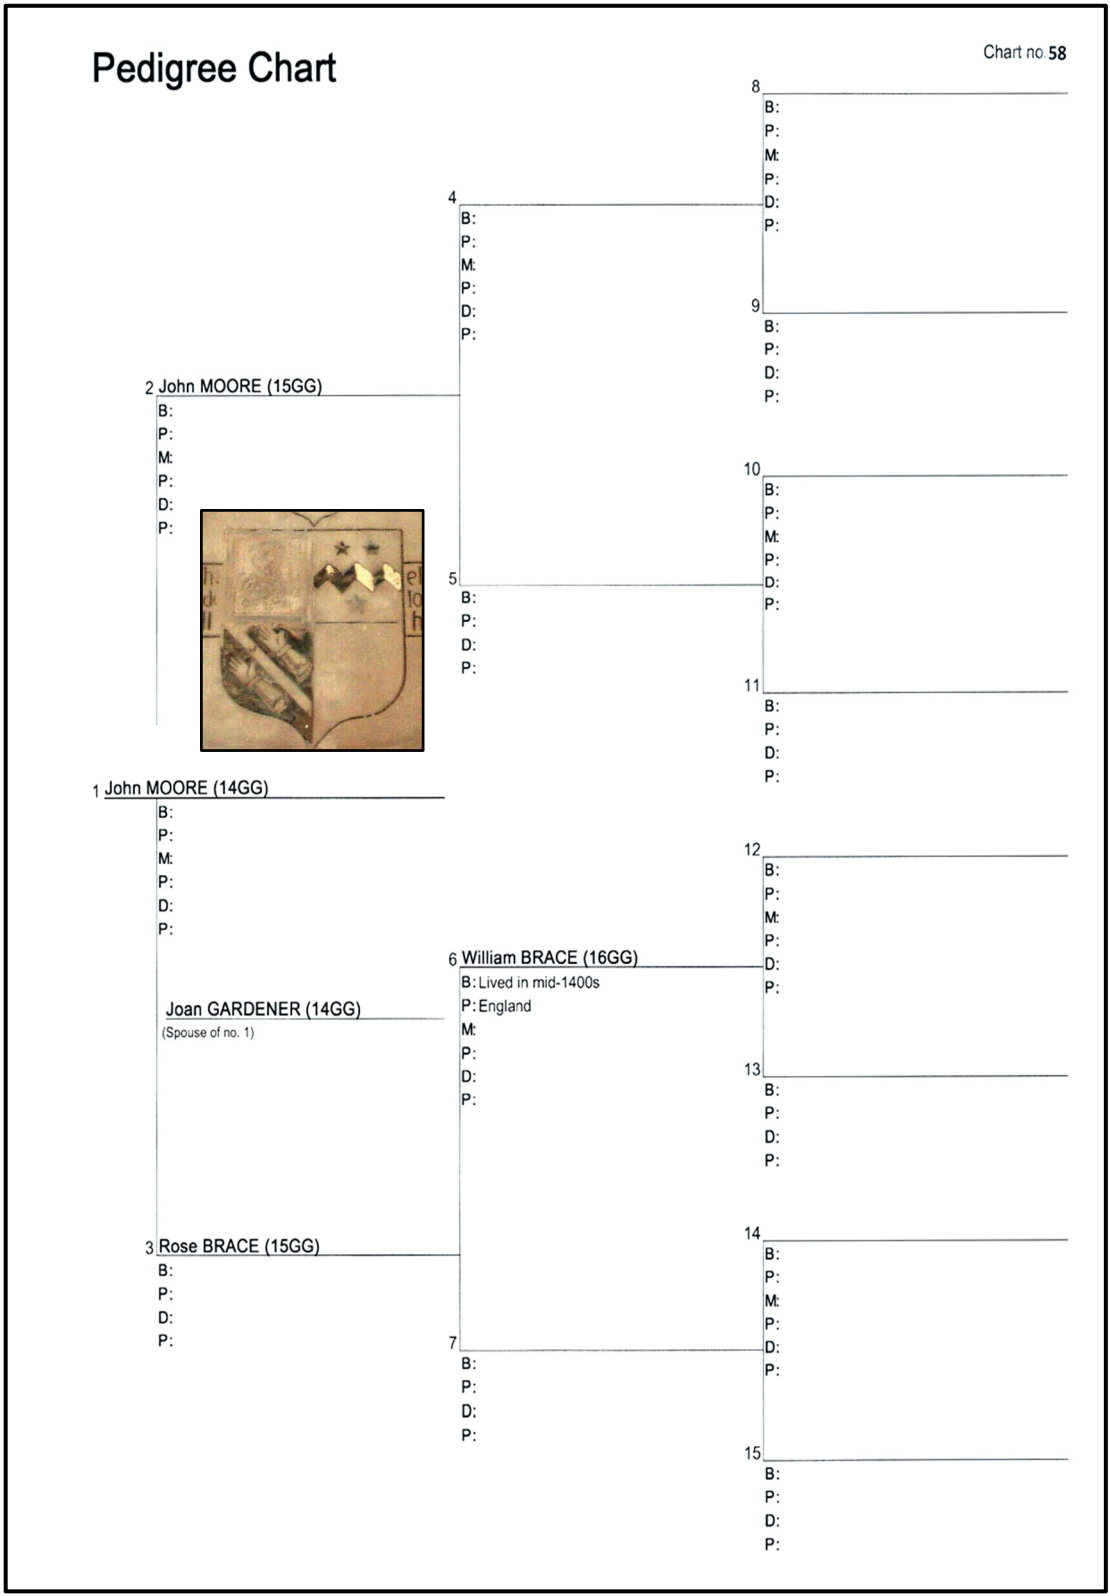 Pedigree Chart
Chart no. 58
8
B:
P:
M:
P:
D:
P:
4
B:
P:
M:
P:
D:
P:
9
B:
P:
D:
P:
2 John MOORE (15GG)
B:
P:
M:
P:
D:
P:
10
B:
P:
M:
P:
D:
P:
5
B:
P:
D:
P:
11
B:
P:
D:
P:
1 John MOORE (14GG)
B:
P:
M:
P:
D:
P:
12
B:
P:
M:
P:
D:
P:
6 William BRACE (16GG)
B: Lived in mid-1400s
P: England
M:
P:
D:
P:
Joan GARDENER (14GG)
(Spouse of no. 1)
13
B:
P:
D:
P:
3 Rose BRACE (15GG)
B:
P:
D:
P:
14
B:
P:
M:
P:
D:
P:
7
B:
P:
D:
P:
15
B:
P:
D:
P: